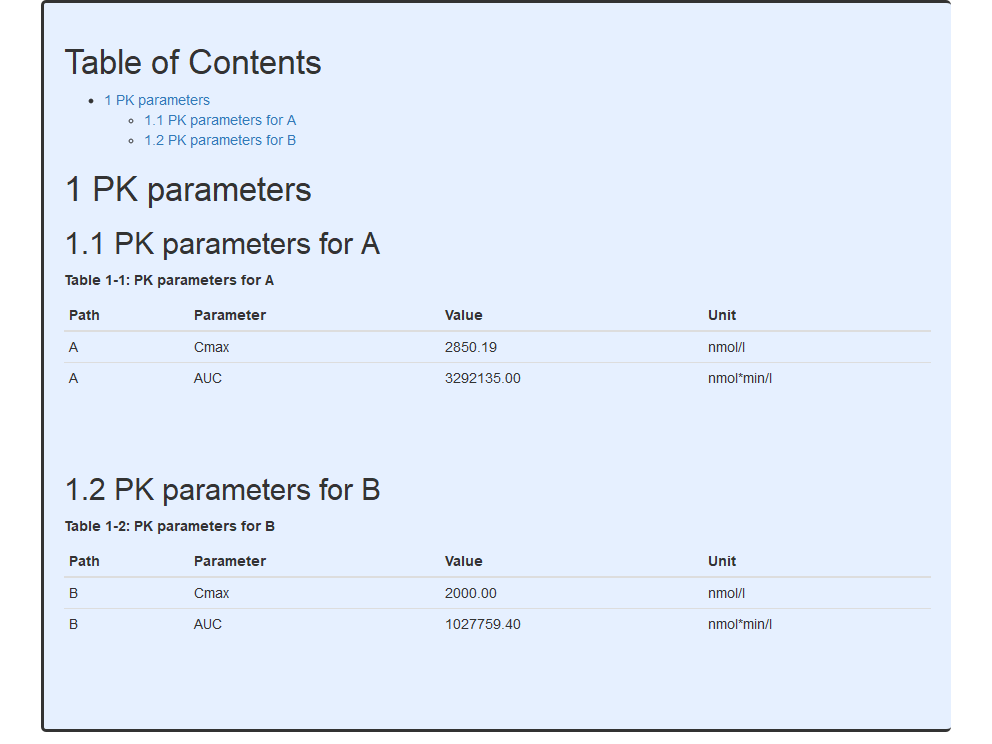 Table of Contents
1 PK parameters
1.1 PK parameters for A
1.2 PK parameters for B
1 PK parameters
1.1 PK parameters for A
Table 1-1: PK parameters for A
Path Parameter Value Unit
A Cmax 2850.19 nmol/l
A AUC 3292135.00 nmol*min/l
1.2 PK parameters for B
Table 1-2: PK parameters for B
Path Parameter Value Unit
B Cmax 2000.00 nmol/l
B AUC 1027759.40 nmol*min/l